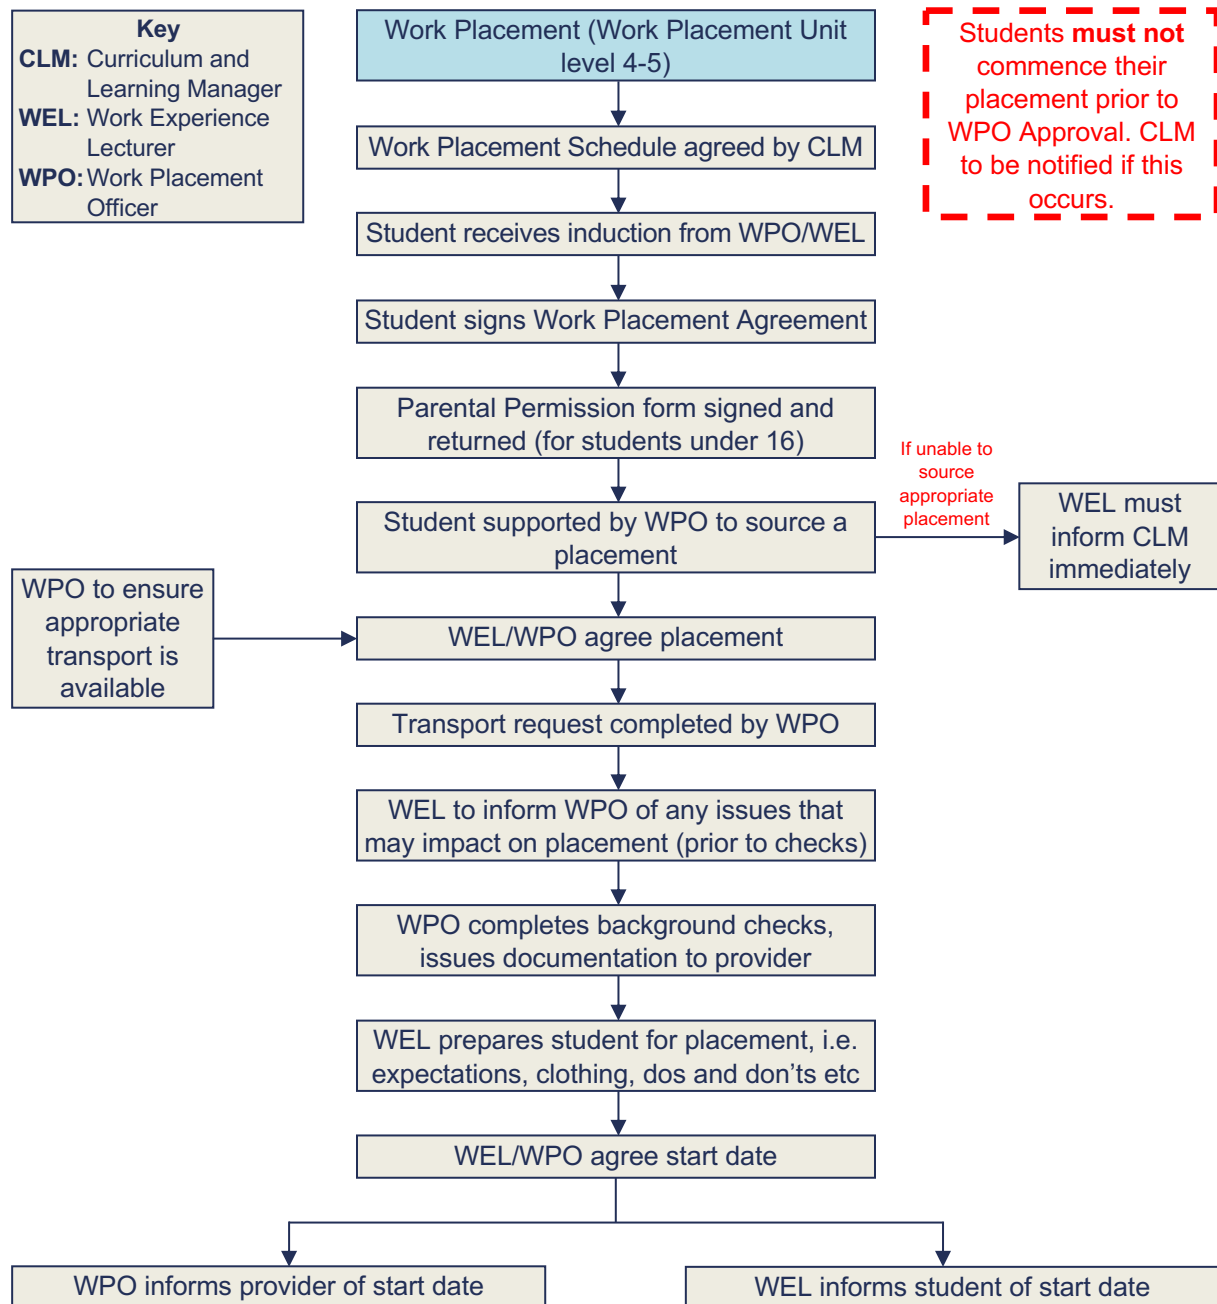 Key
CLM: Curriculum and
Learning Manager
WEL: Work Experience
Lecturer
WPO: Work Placement
Officer
Work Placement (Work Placement Unit
level 4-5)
Students must not
commence their
placement prior to
WPO Approval. CLM
to be notified if this
occurs.
Work Placement Schedule agreed by CLM
Student receives induction from WPO/WEL
Student signs Work Placement Agreement
Parental Permission form signed and
returned (for students under 16)
If unable to
source
appropriate
placement
Student supported by WPO to source a
placement
WEL must
inform CLM
immediately
WPO to ensure
appropriate
transport is
available
WEL/WPO agree placement
Transport request completed by WPO
WEL to inform WPO of any issues that
may impact on placement (prior to checks)
WPO completes background checks,
issues documentation to provider
WEL prepares student for placement, i.e.
expectations, clothing, dos and don'ts etc
WEL/WPO agree start date
WPO informs provider of start date
WEL informs student of start date